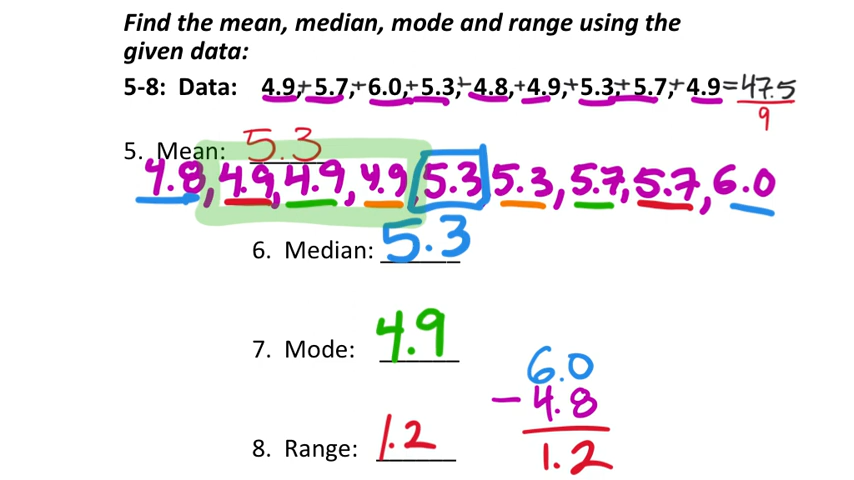 Find the mean, median, mode and range using the
given data:
5-8: Data: 4.9,+5.7,+6.0,+5.3,+4.8,+4.9,+5.3,+5.7,+4.9=47.5
9
5. Mean: 5.3
4.8, 4.9, 4.9, 4.9, 5.3, 5.3, 5.7, 5.7, 6.0
6. Median: 5.3
7. Mode: 4.9
6.0
-4.8
8. Range: 1.2
1.2